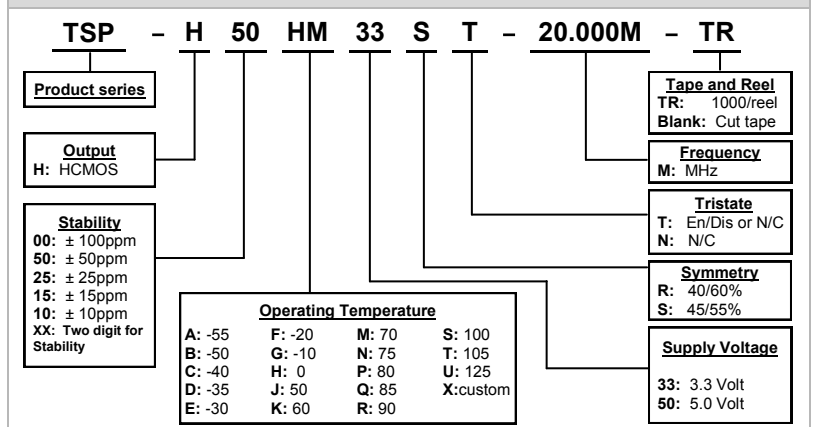 TSP – H 50 HM 33 S T – 20.000M – TR
Product series
Output
H: HCMOS
Stability
00: ± 100ppm
50: ± 50ppm
25: ± 25ppm
15: ± 15ppm
10: ± 10ppm
XX: Two digit for
Stability
Operating Temperature
A: -55 F: -20 M: 70 S: 100
B: -50 G: -10 N: 75 T: 105
C: -40 H: 0 P: 80 U: 125
D: -35 J: 50 Q: 85 X:custom
E: -30 K: 60 R: 90
Tape and Reel
TR: 1000/reel
Blank: Cut tape
Frequency
M: MHz
Tristate
T: En/Dis or N/C
N: N/C
Symmetry
R: 40/60%
S: 45/55%
Supply Voltage
33: 3.3 Volt
50: 5.0 Volt